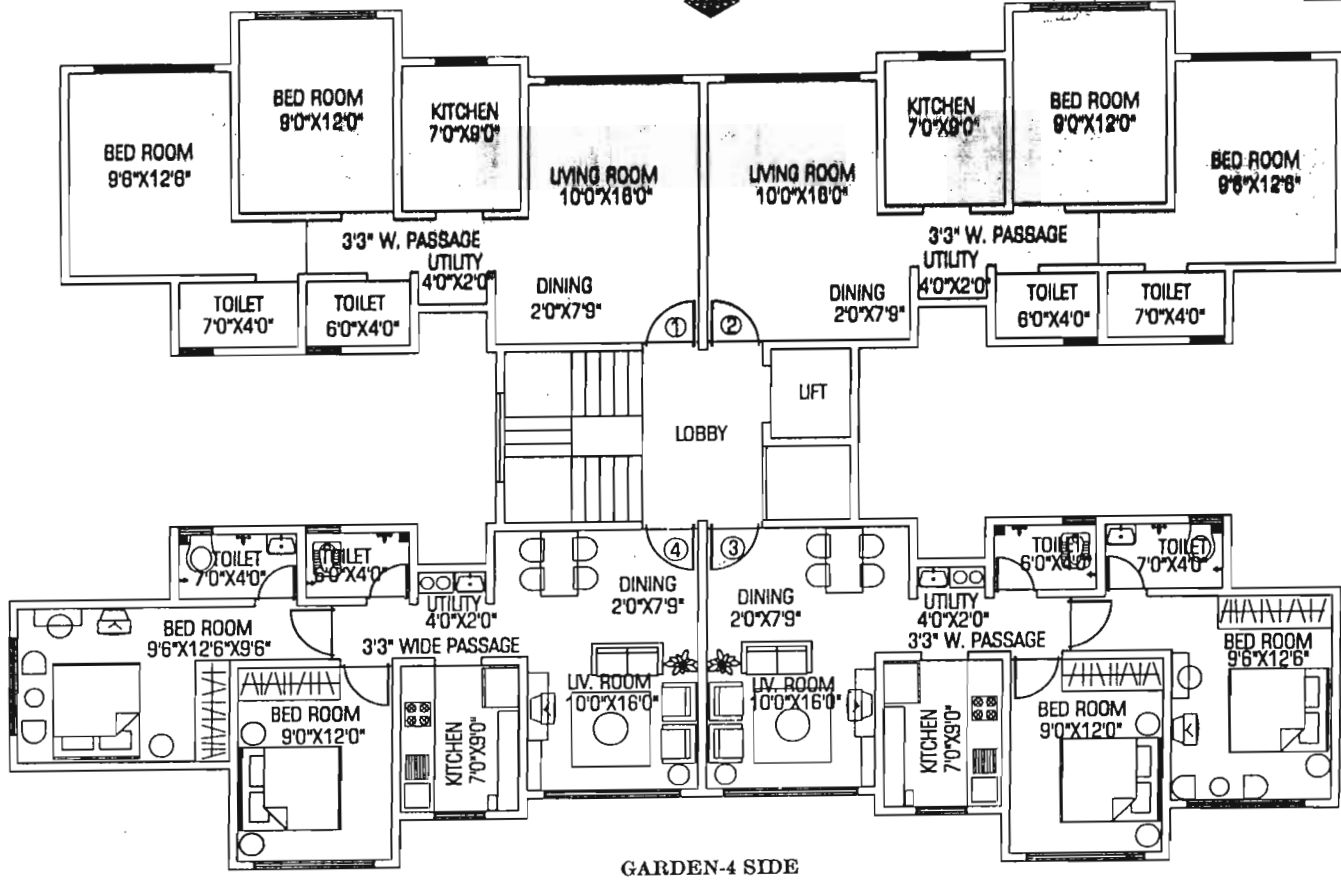 BED ROOM
9'6"X12'6"
BED ROOM
9'0"X12'0"
KITCHEN
7'0"X9'0"
LIVING ROOM
10'0"X16'0"
3'3" W. PASSAGE
UTILITY
4'0"X2'0"
DINING
2'0"X7'9"
TOILET
7'0"X4'0"
TOILET
6'0"X4'0"
1
LIVING ROOM
10'0"X16'0"
KITCHEN
7'0"X9'0"
BED ROOM
9'0"X12'0"
BED ROOM
9'6"X12'6"
3'3" W. PASSAGE
UTILITY
4'0"X2'0"
DINING
2'0"X7'9"
TOILET
6'0"X4'0"
TOILET
7'0"X4'0"
2
LIFT
LOBBY
TOILET
7'0"X4'0"
TOILET
6'0"X4'0"
4
DINING
2'0"X7'9"
UTILITY
4'0"X2'0"
BED ROOM
9'6"X12'6"X9'6"
3'3" WIDE PASSAGE
LIV. ROOM
10'0"X16'0"
BED ROOM
9'0"X12'0"
KITCHEN
7'0"X9'0"
3
TOILET
6'0"X4'0"
TOILET
7'0"X4'0"
DINING
2'0"X7'9"
UTILITY
4'0"X2'0"
3'3" W. PASSAGE
BED ROOM
9'6"X12'6"
LIV. ROOM
10'0"X16'0"
KITCHEN
7'0"X9'0"
BED ROOM
9'0"X12'0"
GARDEN-4 SIDE